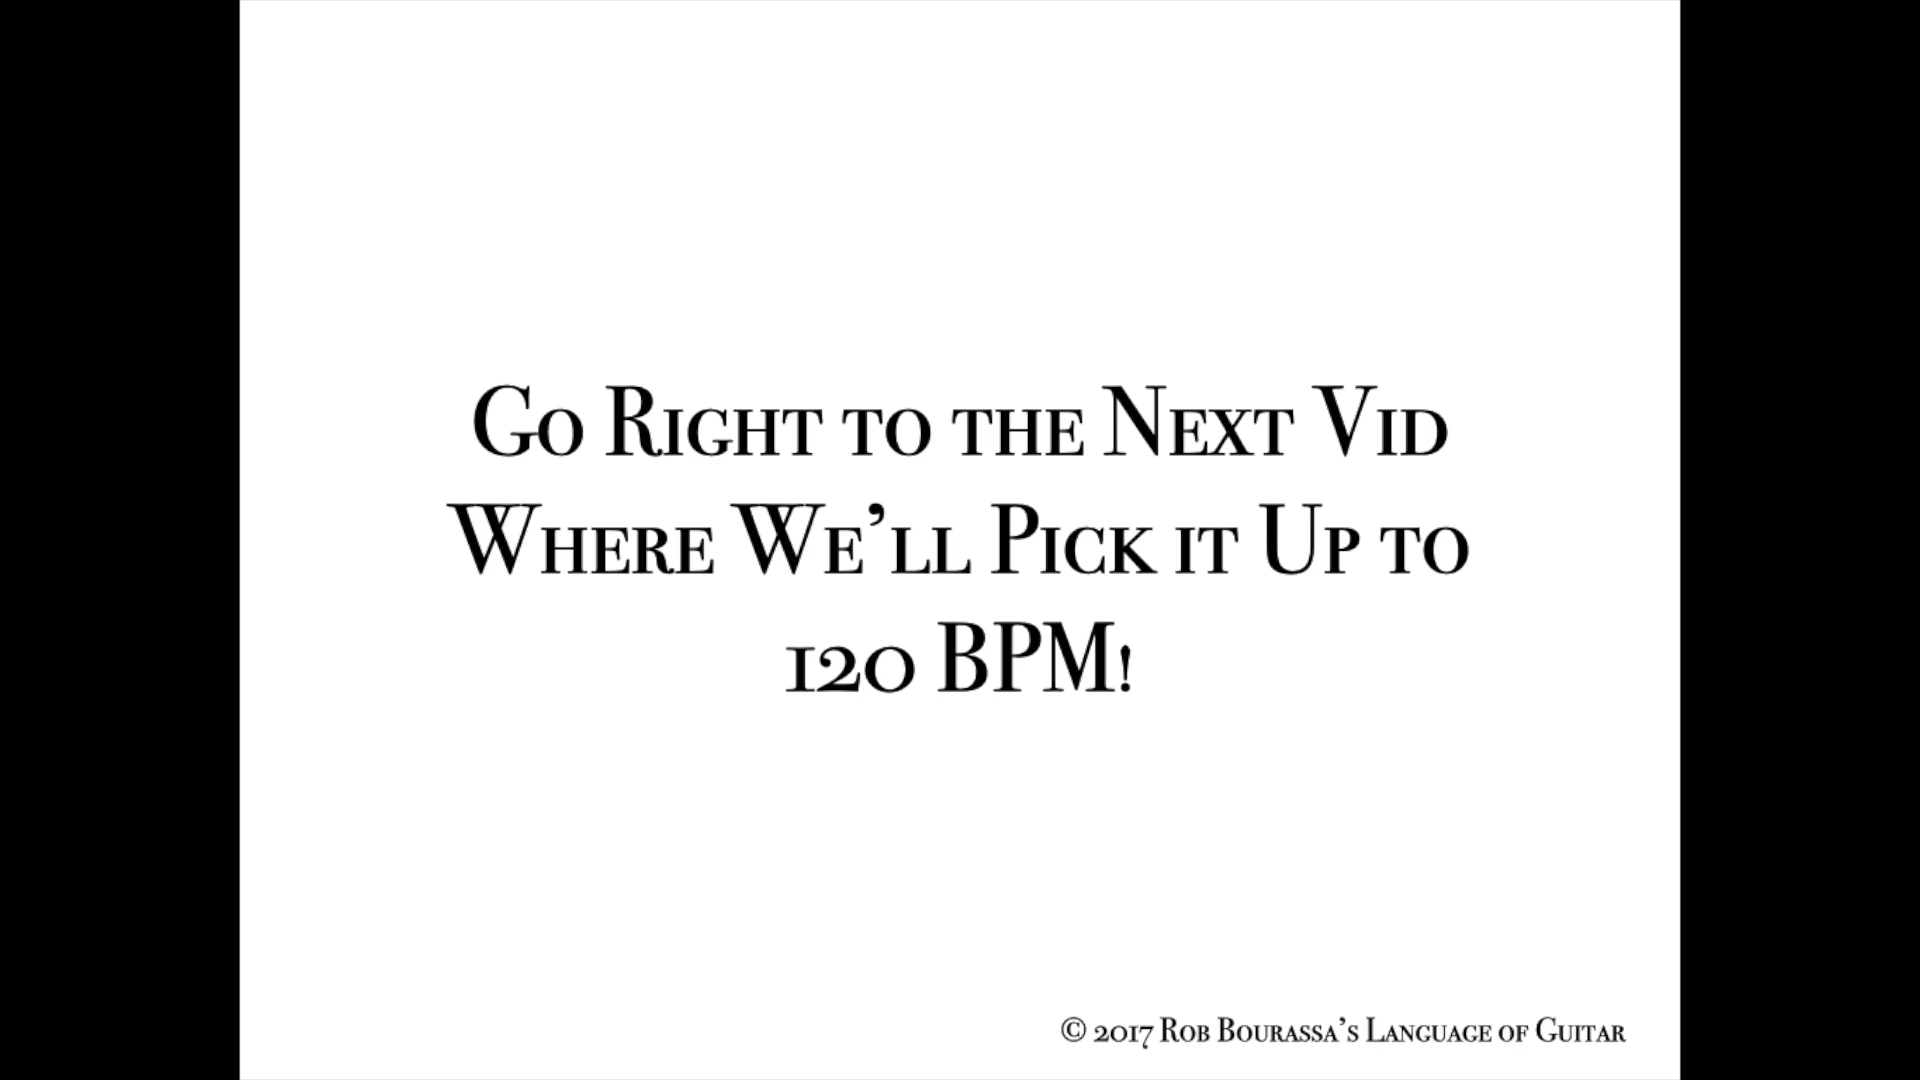 Go Right to the Next Vid
Where We’ll Pick it Up to
120 BPM!
© 2017 Rob Bourassa’s Language of Guitar